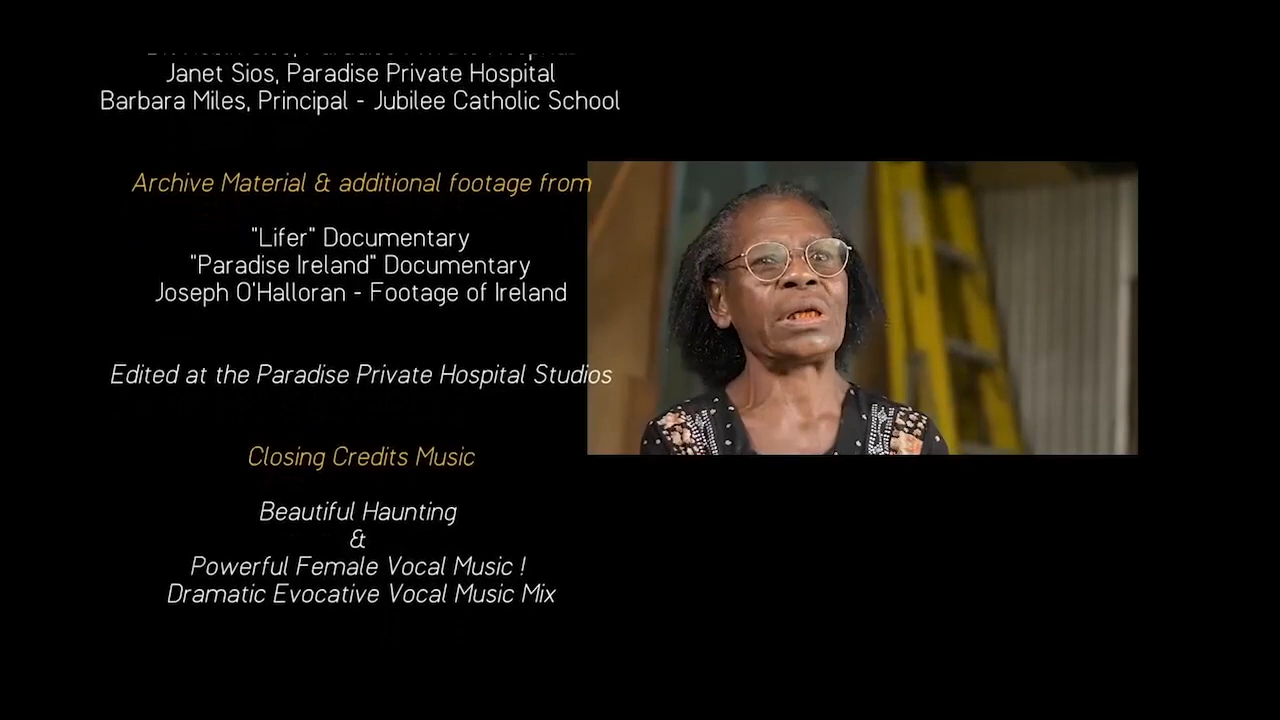 Janet Sios, Paradise Private Hospital
Barbara Miles, Principal - Jubilee Catholic School
Archive Material & additional footage from
"Lifer" Documentary
"Paradise Ireland" Documentary
Joseph O'Halloran - Footage of Ireland
Edited at the Paradise Private Hospital Studios
Closing Credits Music
Beautiful Haunting
&
Powerful Female Vocal Music !
Dramatic Evocative Vocal Music Mix